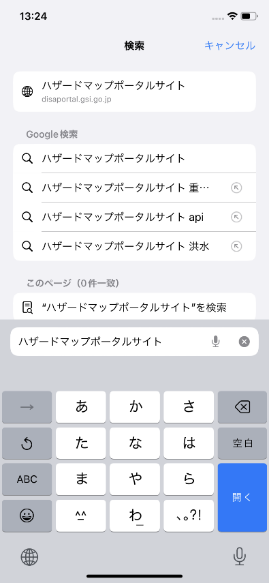 13:24
検索
キャンセル
ハザードマップポータルサイト
disaportal.gsi.go.jp
Google検索
ハザードマップポータルサイト
ハザードマップポータルサイト 重…
ハザードマップポータルサイト api
ハザードマップポータルサイト 洪水
このページ（0件一致）
“ハザードマップポータルサイト”を検索
ハザードマップポータルサイト
→ あ か さ
た な は 空白
ABC ま や ら 開く
^^ わ_ 、。?!